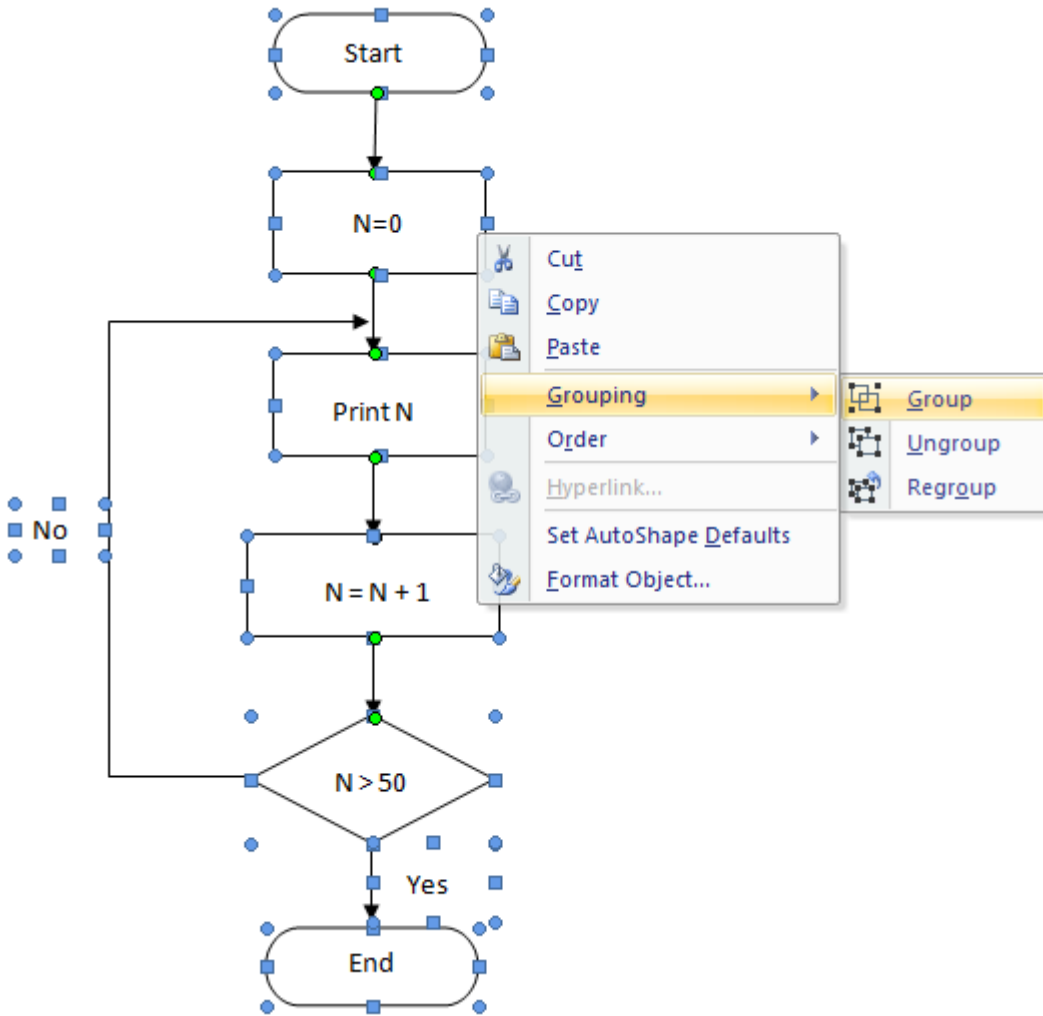 Start
N=0
Cut
Copy
Paste
Grouping
Group
Print N
Order
Ungroup
Hyperlink...
Regroup
No
Set AutoShape Defaults
Format Object...
N = N + 1
N > 50
Yes
End